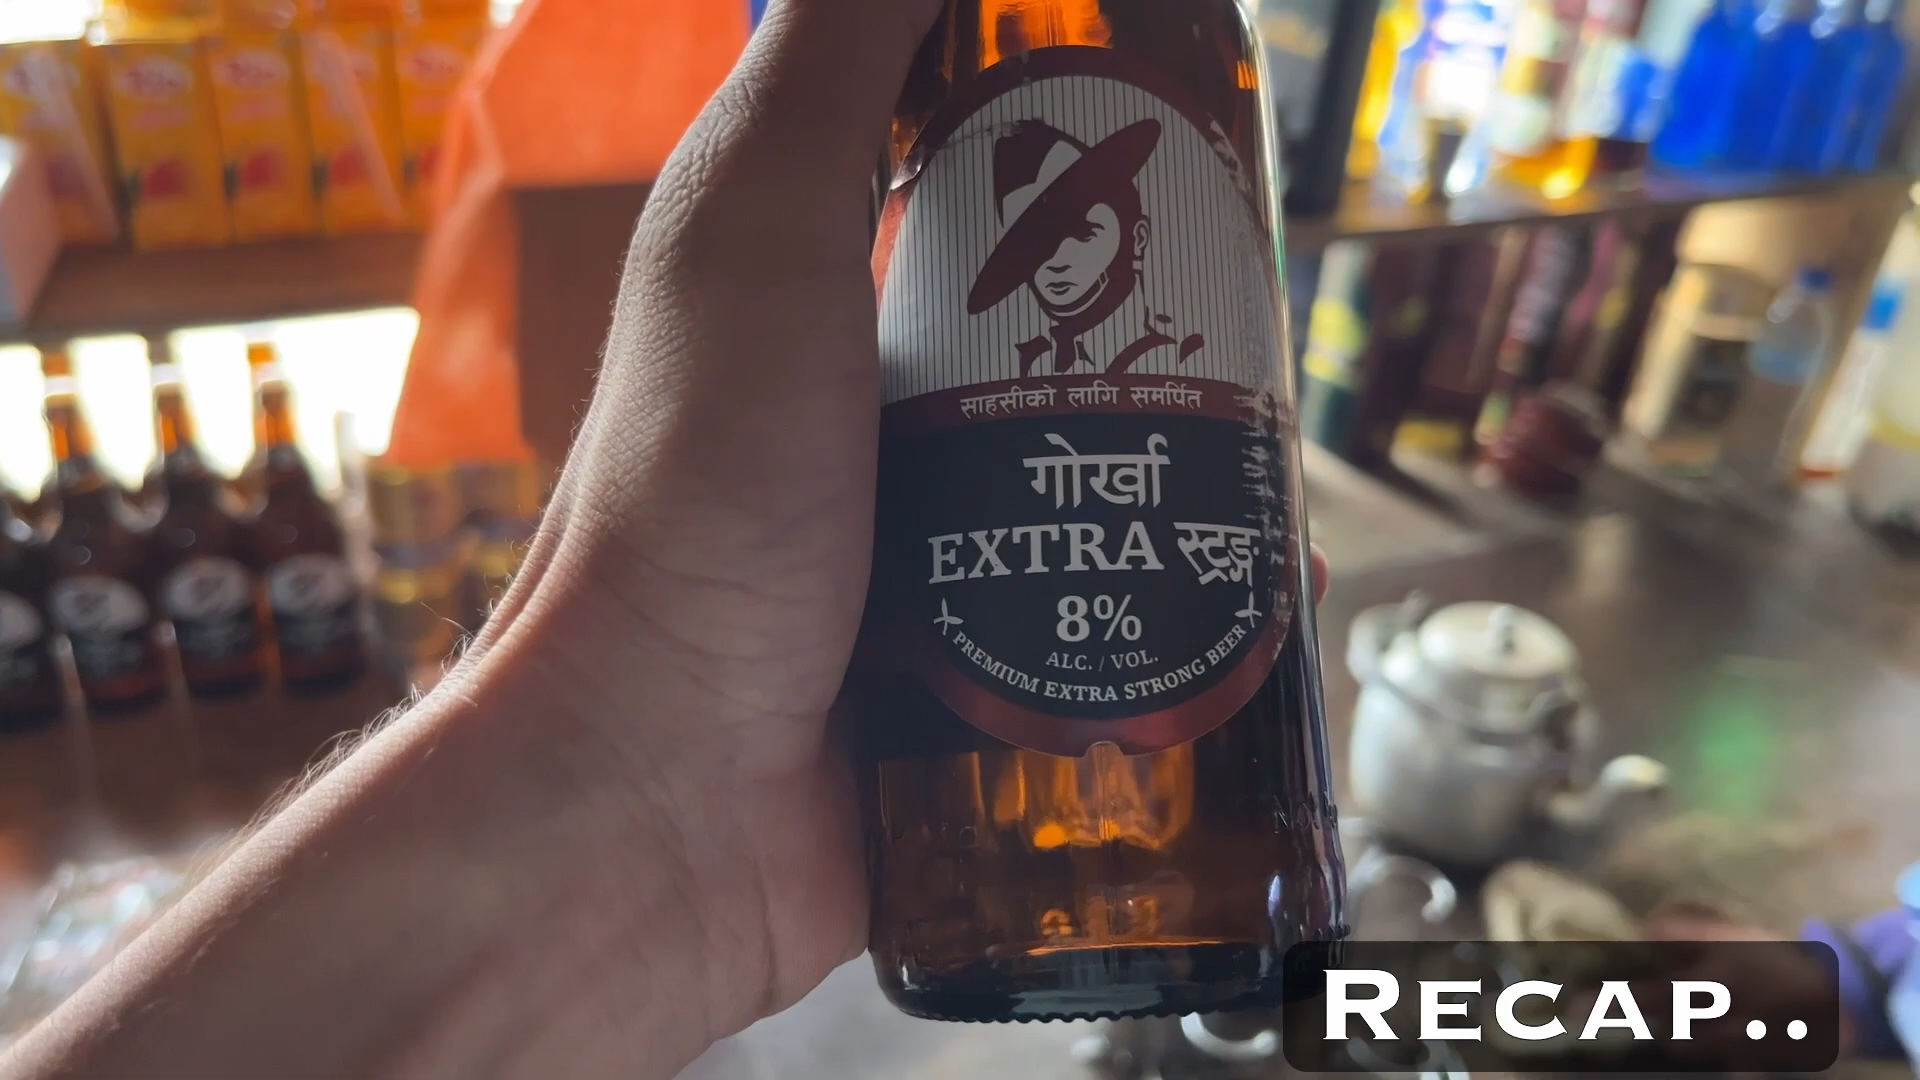 साहसीको लागि समर्पित
गोर्खा
EXTRA स्ट्रङ्ग
8%
ALC. / VOL.
PREMIUM EXTRA STRONG BEER
RECAP..